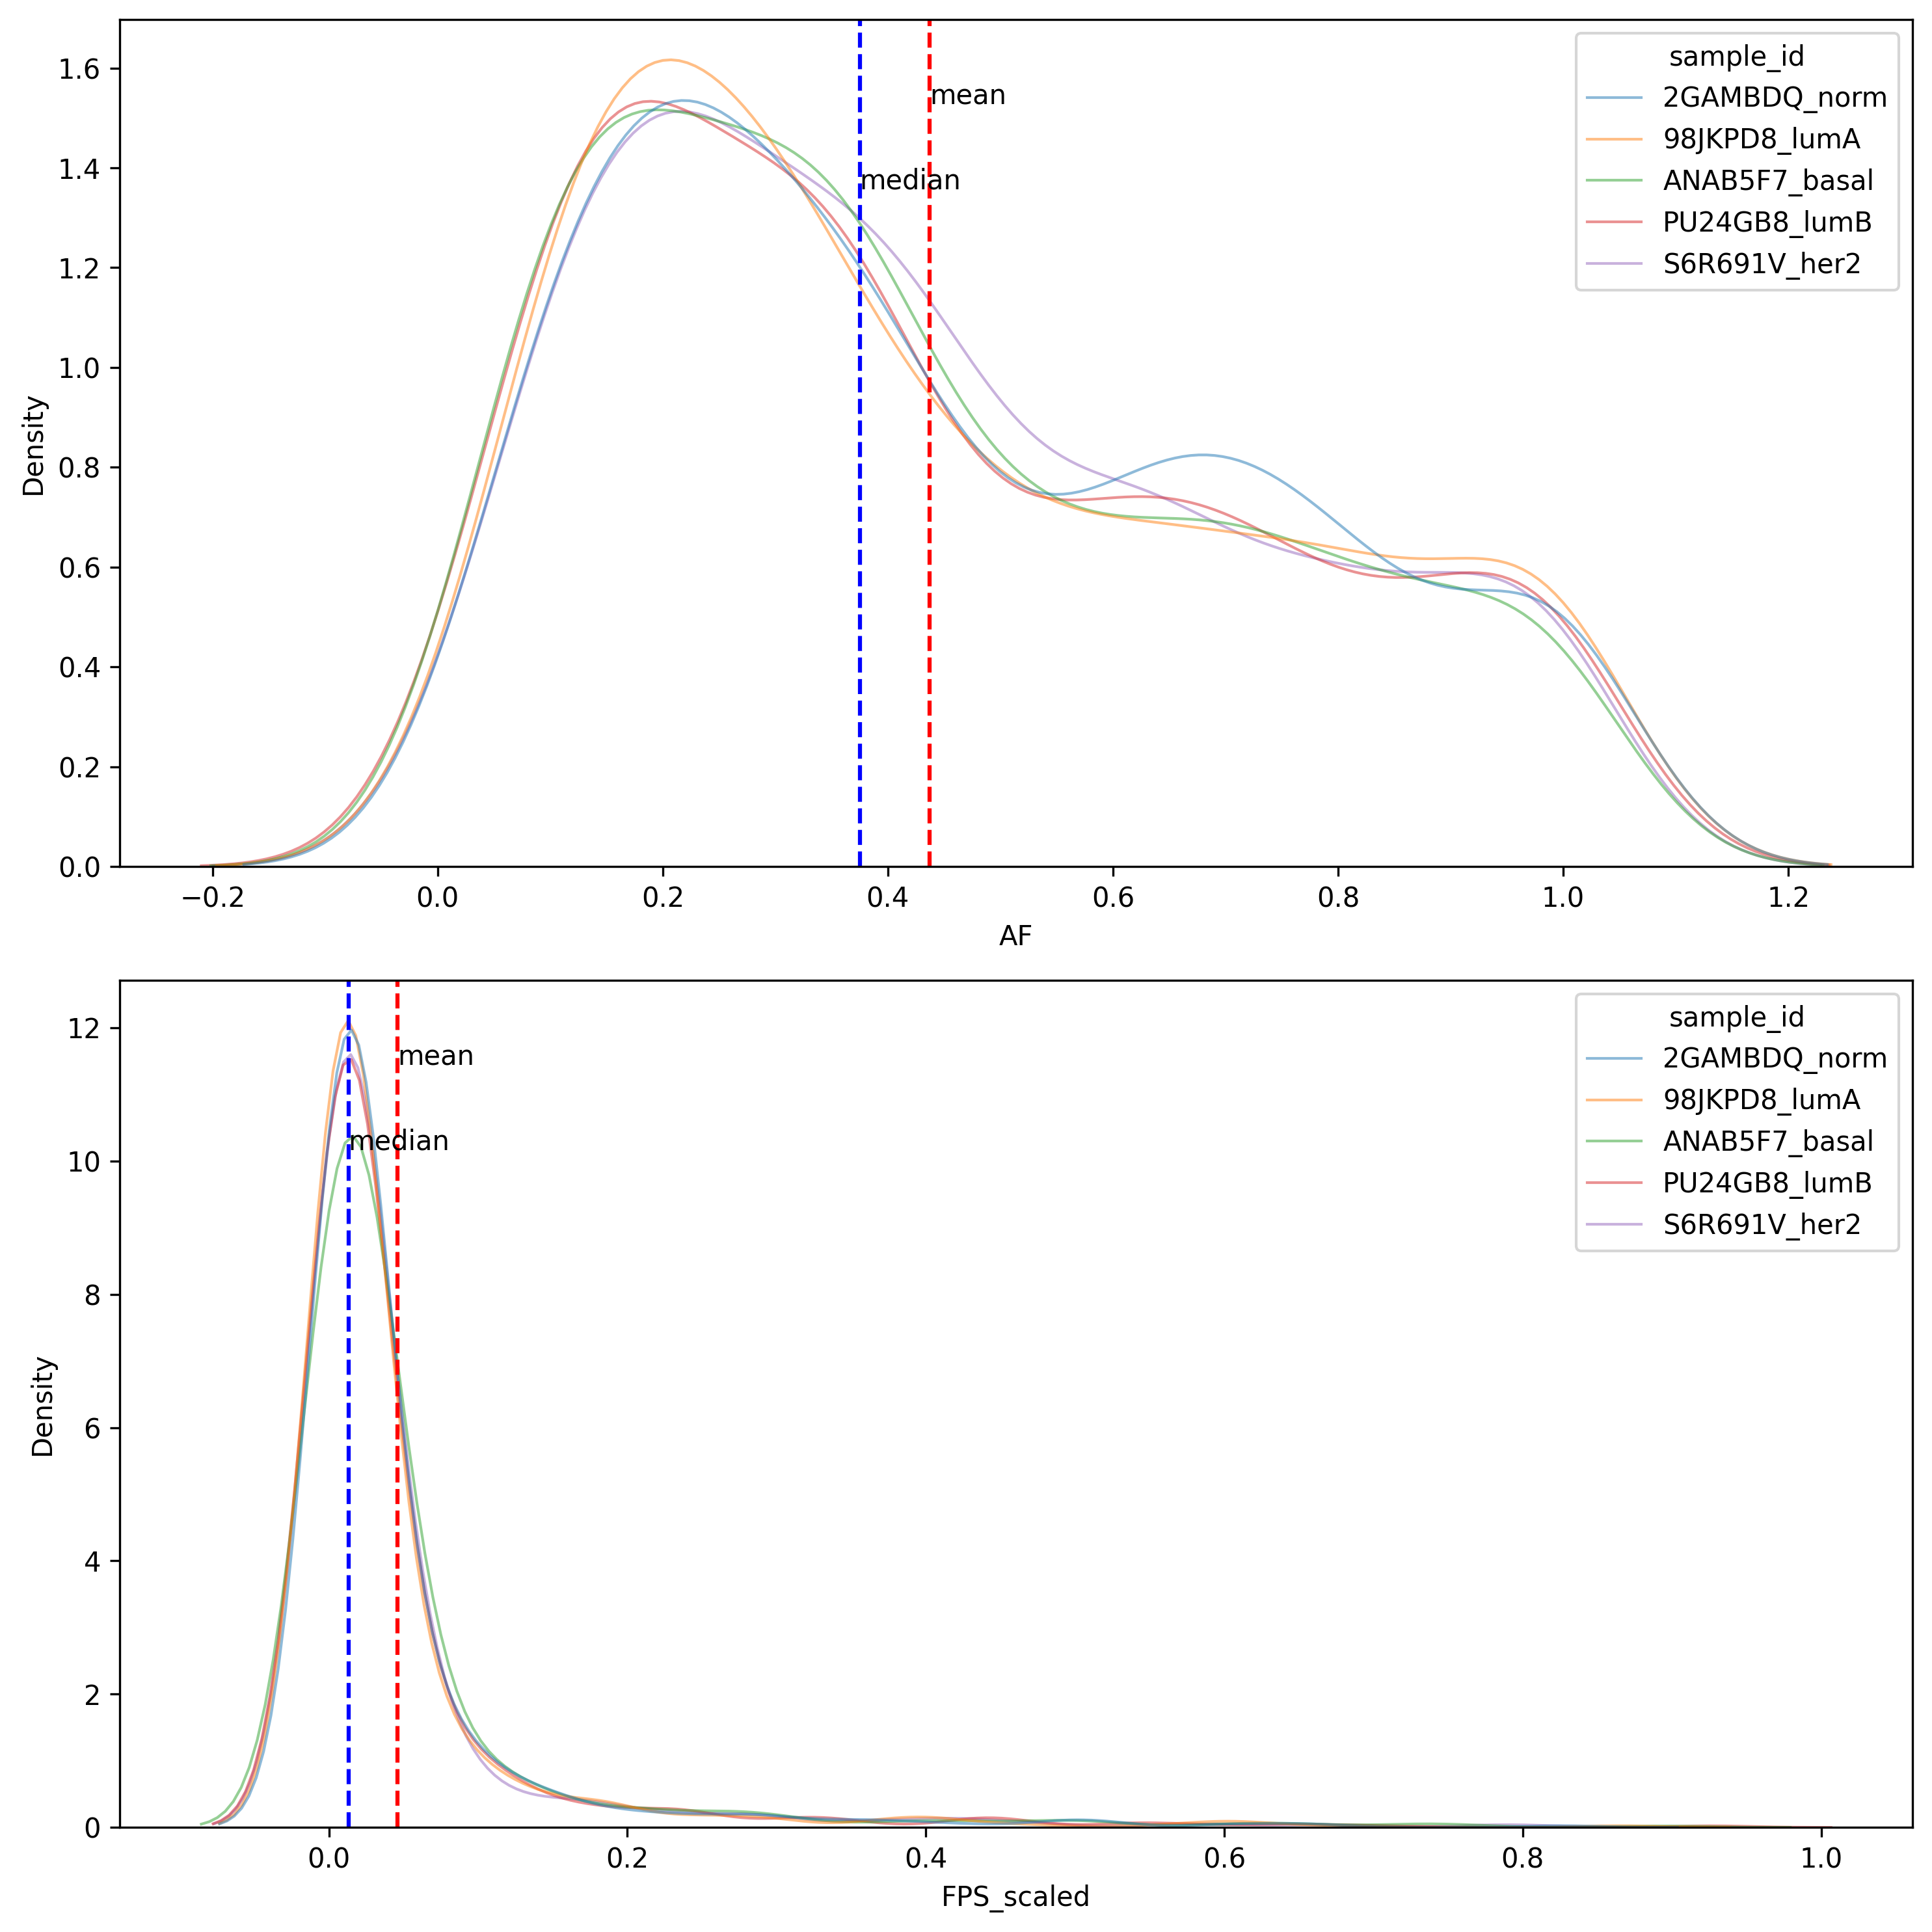 1.6
1.4
1.2
1.0
0.8
0.6
0.4
0.2
0.0
Density
mean
median
sample_id
2GAMBDQ_norm
98JKPD8_lumA
ANAB5F7_basal
PU24GB8_lumB
S6R691V_her2
−0.2 0.0 0.2 0.4 0.6 0.8 1.0 1.2
AF
12
10
8
6
4
2
0
Density
mean
median
sample_id
2GAMBDQ_norm
98JKPD8_lumA
ANAB5F7_basal
PU24GB8_lumB
S6R691V_her2
0.0 0.2 0.4 0.6 0.8 1.0
FPS_scaled